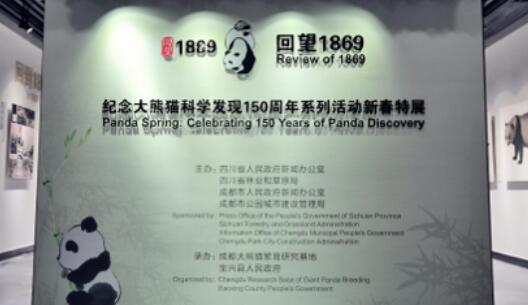 1869
回望1869
Review of 1869
纪念大熊猫科学发现150周年系列活动新春特展
Panda Spring: Celebrating 150 Years of Panda Discovery
主办：四川省人民政府新闻办公室
四川省林业和草原局
成都市人民政府新闻办公室
成都市公园城市建设管理局
Sponsored by: Press Office of the People's Government of Sichuan Province
Sichuan Forestry and Grassland Administration
Information Office of Chengdu Municipal People's Government
Chengdu Park City Construction Administration
承办：成都大熊猫繁育研究基地
宝兴县人民政府
Organized by: Chengdu Research Base of Giant Panda Breeding
Baoxing County People's Government